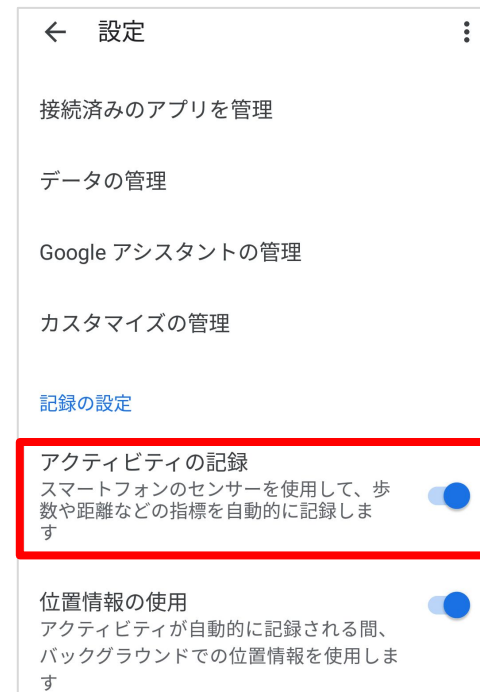 設定
接続済みのアプリを管理
データの管理
Google アシスタントの管理
カスタマイズの管理
記録の設定
アクティビティの記録
スマートフォンのセンサーを使用して、歩
数や距離などの指標を自動的に記録しま
す
位置情報の使用
アクティビティが自動的に記録される間、
バックグラウンドでの位置情報を使用しま
す